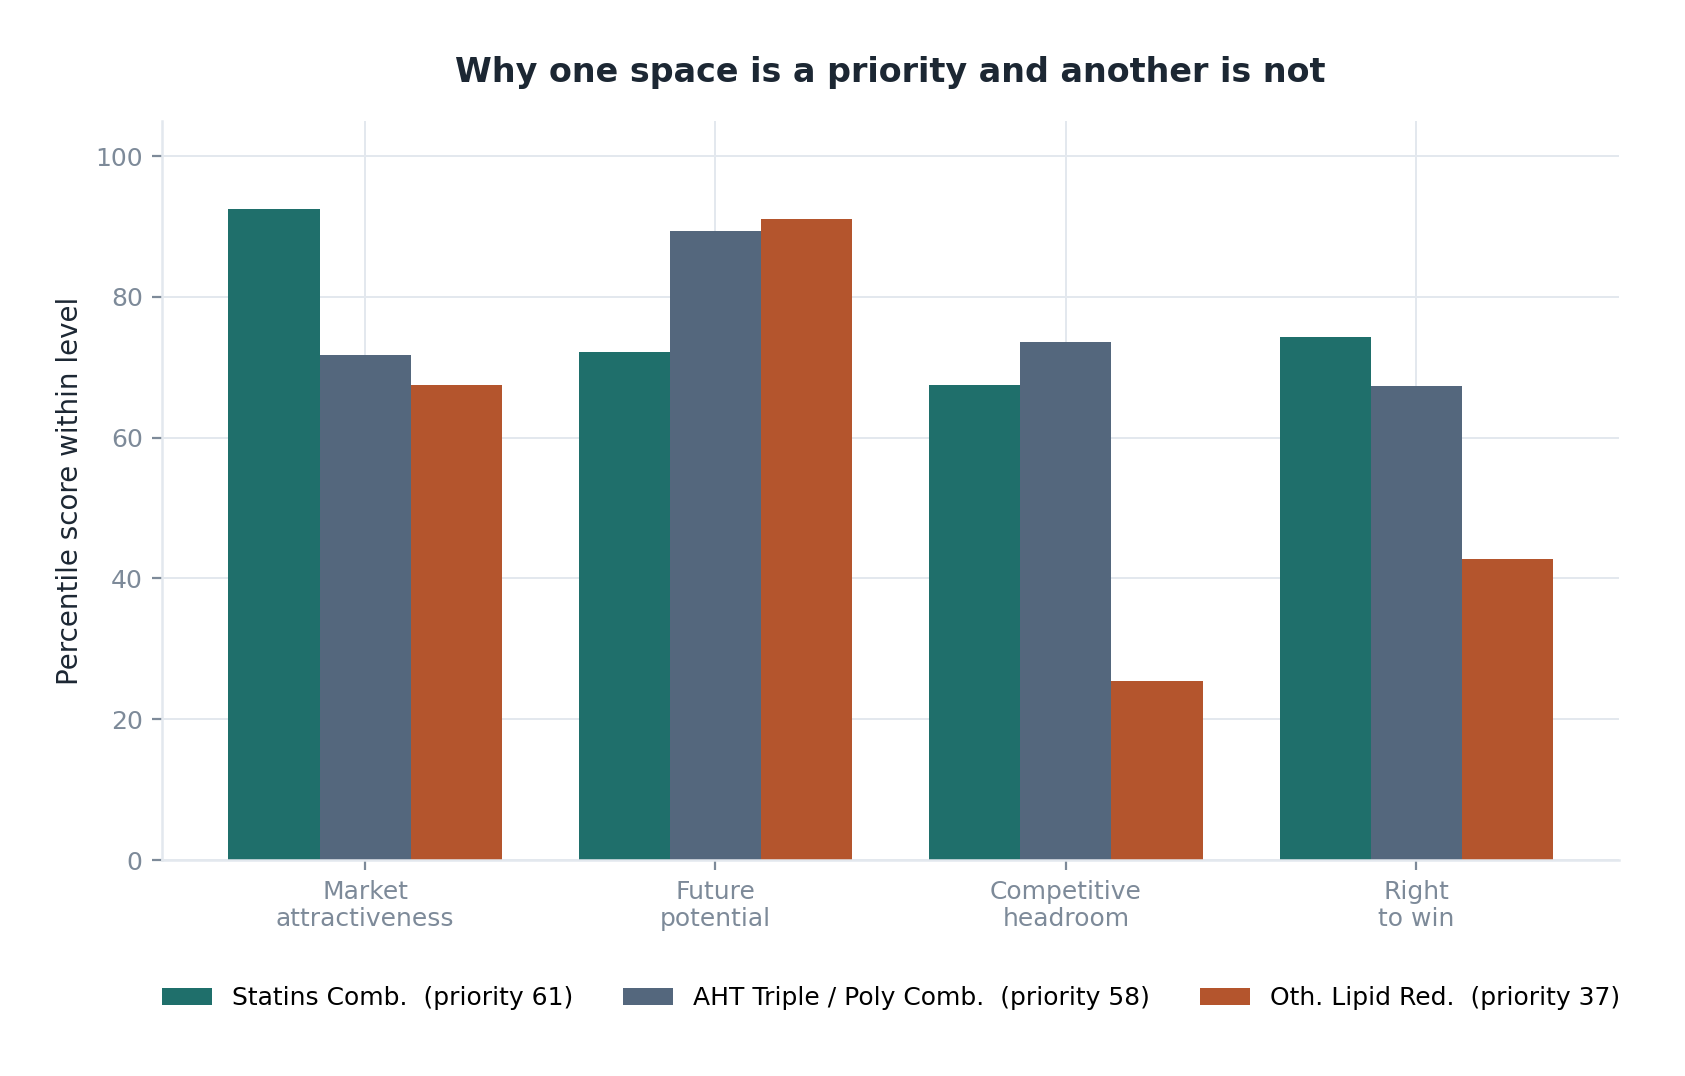 Why one space is a priority and another is not
Percentile score within level
100
80
60
40
20
0
Market
attractiveness
Future
potential
Competitive
headroom
Right
to win
Statins Comb.  (priority 61)
AHT Triple / Poly Comb.  (priority 58)
Oth. Lipid Red.  (priority 37)